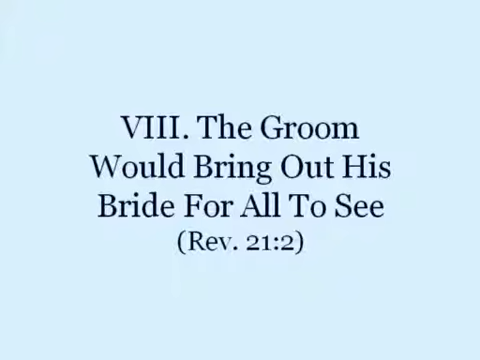 VIII. The Groom
Would Bring Out His
Bride For All To See
(Rev. 21:2)